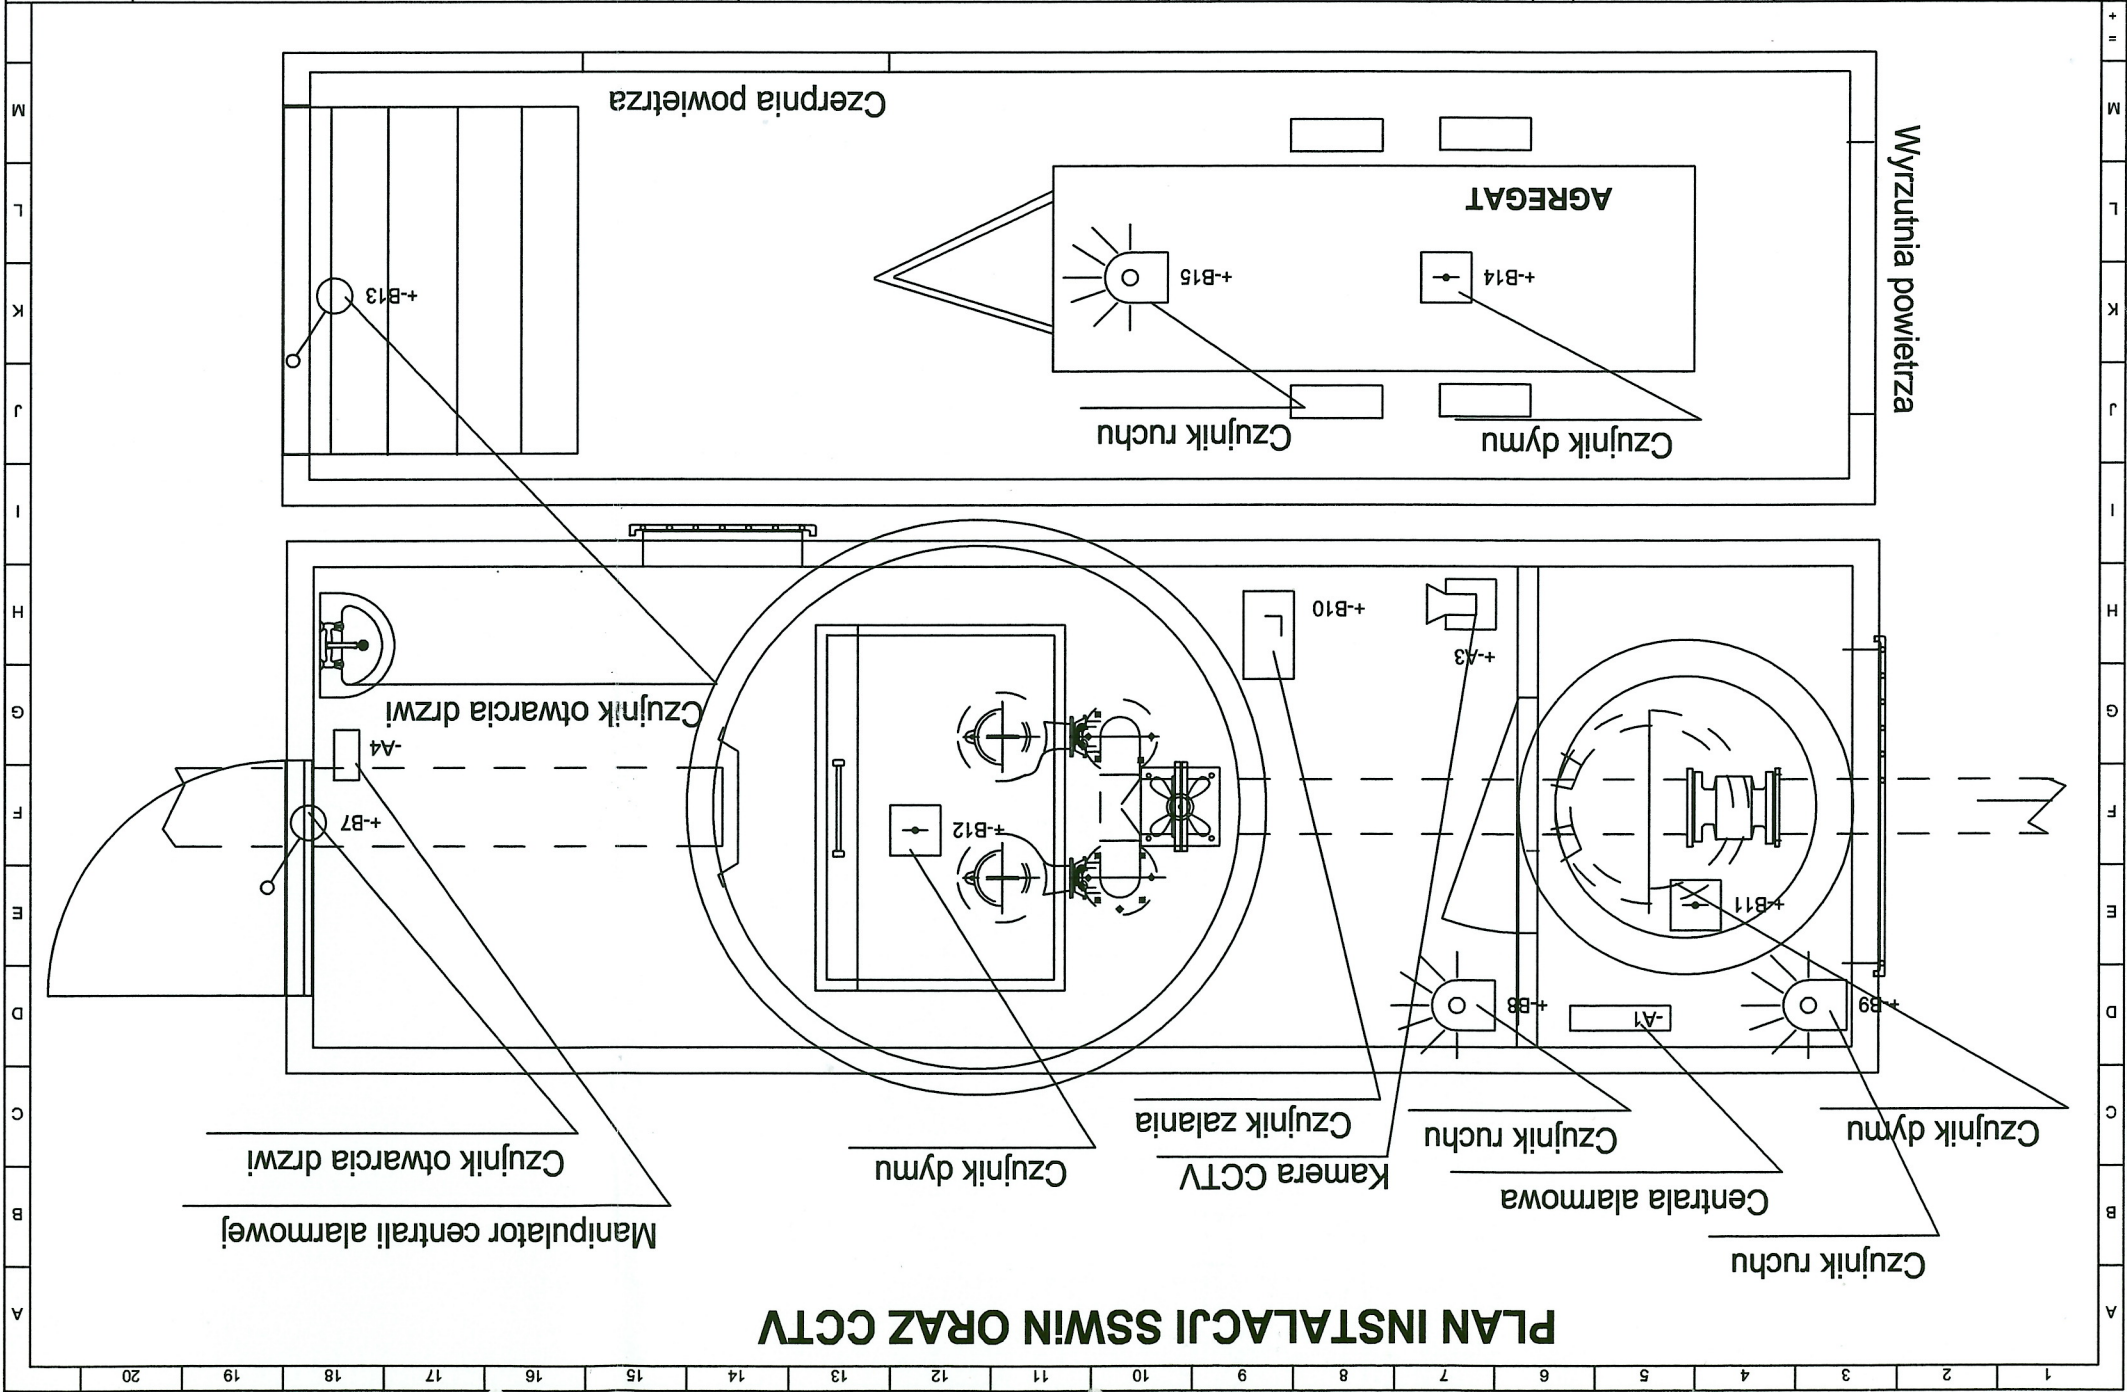 1 2 3 4 5 6 7 8 9 10 11 12 13 14 15 16 17 18 19 20
PLAN INSTALACJI SSWiN ORAZ CCTV
A A
Czujnik ruchu
Manipulator centrali alarmowej
B B
Centrala alarmowa
Kamera CCTV
Czujnik dymu
Czujnik otwarcia drzwi
Czujnik dymu
Czujnik ruchu
Czujnik zalania
C C
D D
+-B9
-A1
+-B8
E E
+-B11
F F
+-B12
+-B7
-A4
G G
Czujnik otwarcia drzwi
+-A3
H H
+-B10
I I
Czujnik dymu
Czujnik ruchu
J J
K K
+-B14
+-B15
+-B13
Wyrzutnia powietrza
L L
AGREGAT
M M
Czerpnia powietrza
=
+